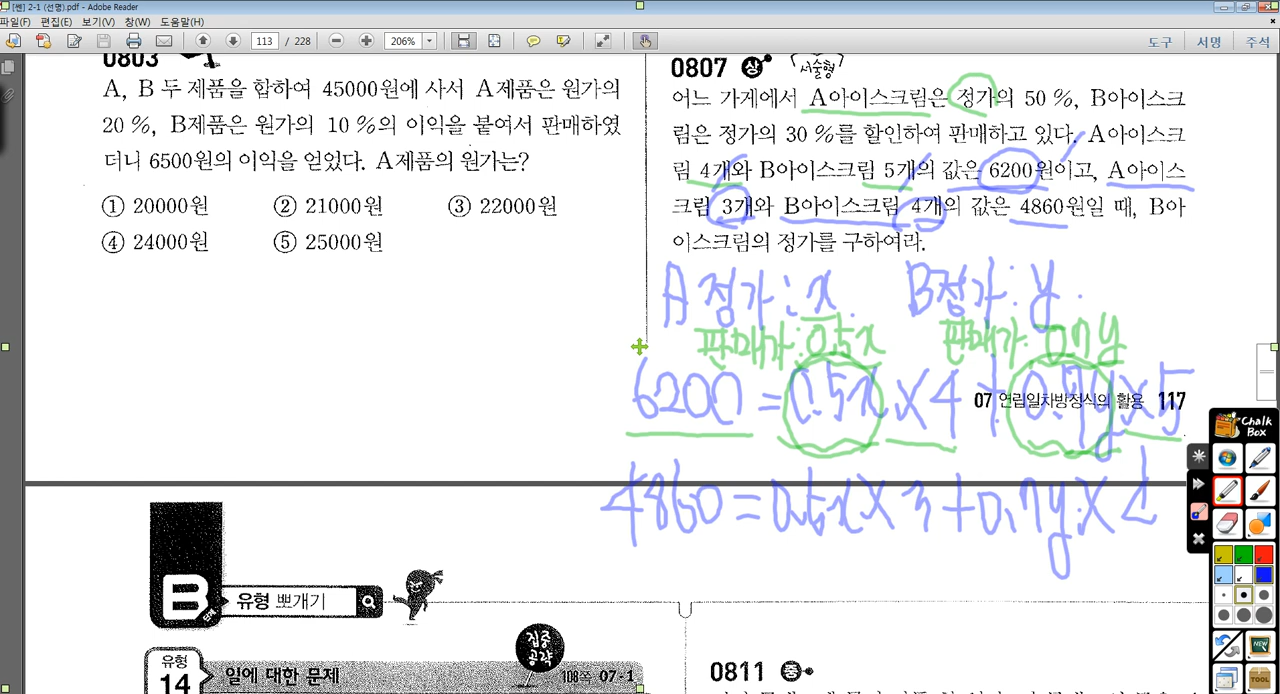 [쎈] 2-1 (선명).pdf - Adobe Reader
파일(F) 편집(E) 보기(V) 창(W) 도움말(H)
113 / 228 206% 도구 서명 주석
0803
A, B 두 제품을 합하여 45000원에 사서 A제품은 원가의
20 %, B제품은 원가의 10 %의 이익을 붙여서 판매하였
더니 6500원의 이익을 얻었다. A제품의 원가는?
① 20000원 ② 21000원 ③ 22000원
④ 24000원 ⑤ 25000원
0807 상 서술형
어느 가게에서 A아이스크림은 정가의 50 %, B아이스크
림은 정가의 30 %를 할인하여 판매하고 있다. A아이스크
림 4개와 B아이스크림 5개의 값은 6200원이고, A아이스
크림 3개와 B아이스크림 4개의 값은 4860원일 때, B아
이스크림의 정가를 구하여라.
A 정가 : x B정가 : y
판매가: 0.5x 판매가: 0.7y
6200 = 0.5x × 4 + 0.7y × 5
07 연립일차방정식의 활용 117
4860 = 0.5x × 3 + 0.7y ×
Chalk
Box
NEW
TOOL
B
유형 뽀개기
집중
공략
유형
14
일에 대한 문제
108쪽 07-1
0811 중